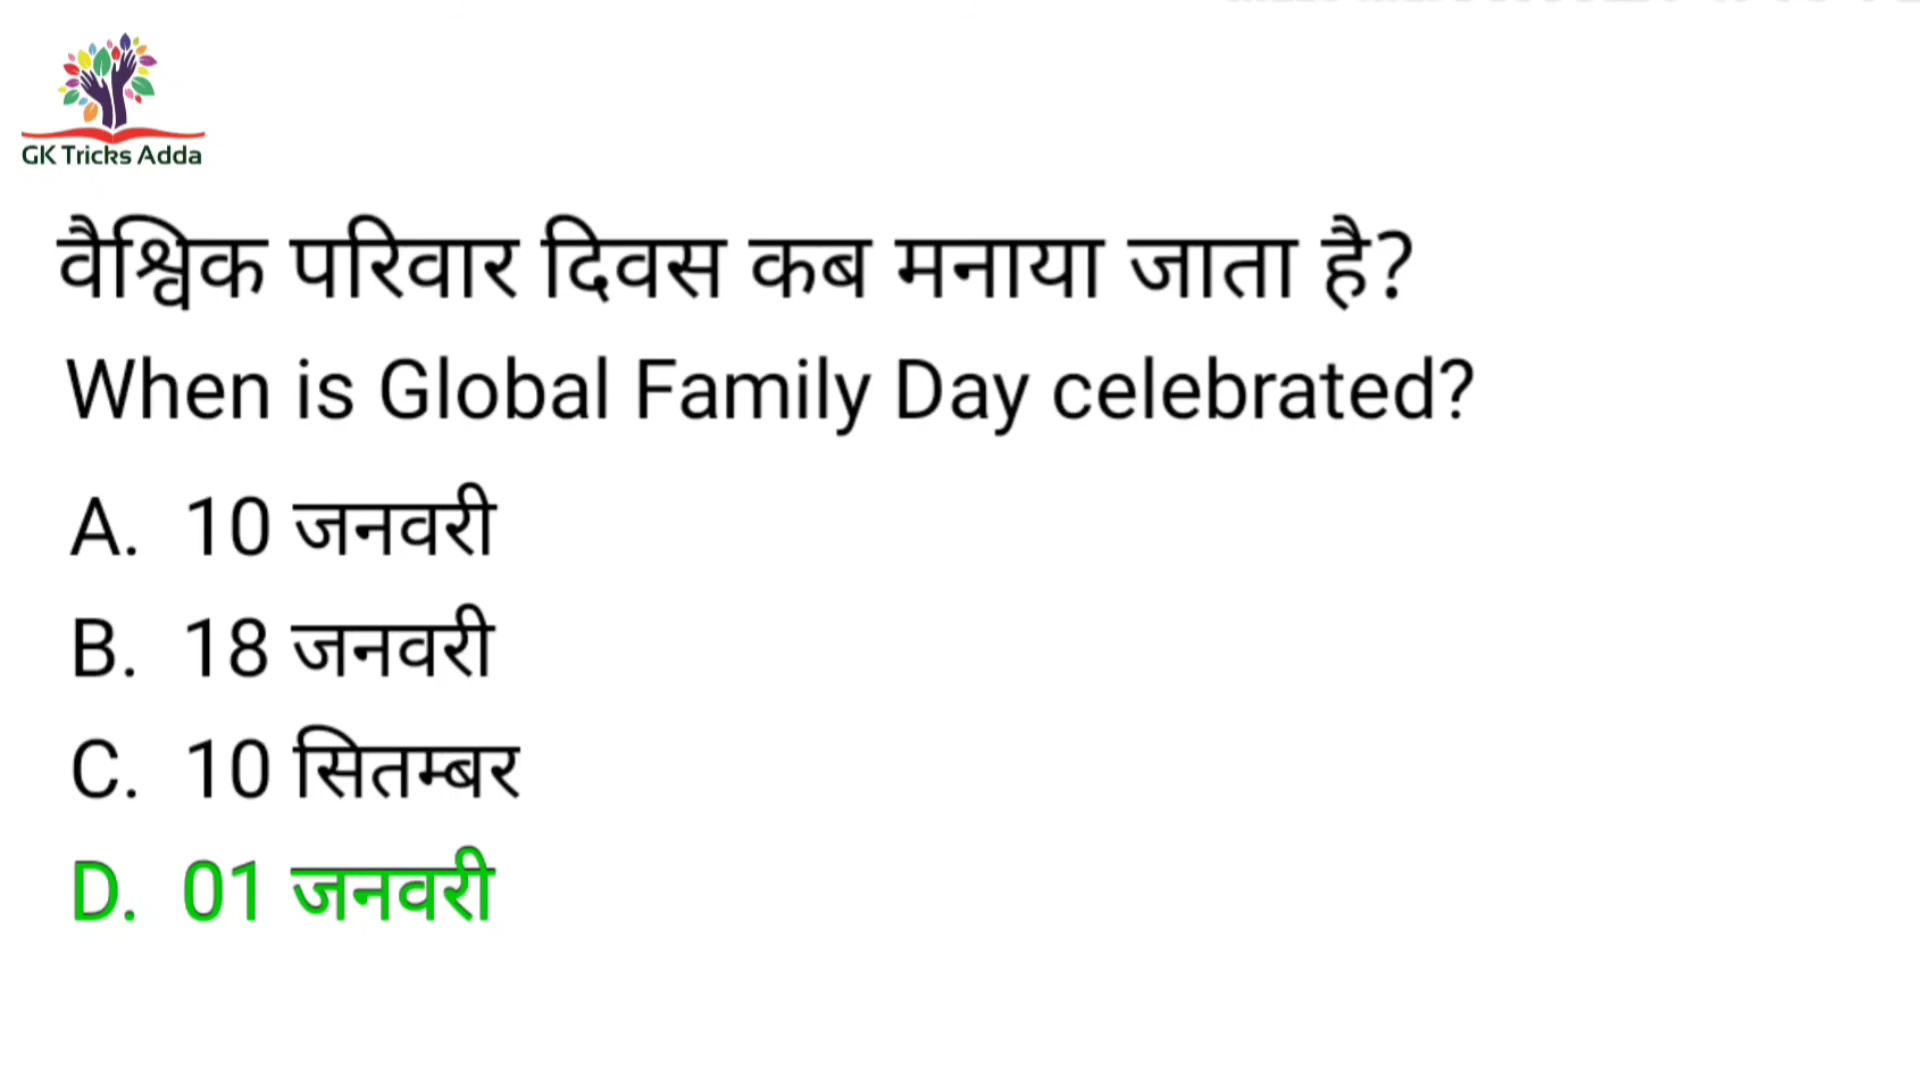 GK Tricks Adda
वैश्विक परिवार दिवस कब मनाया जाता है?
When is Global Family Day celebrated?
A. 10 जनवरी
B. 18 जनवरी
C. 10 सितम्बर
D. 01 जनवरी